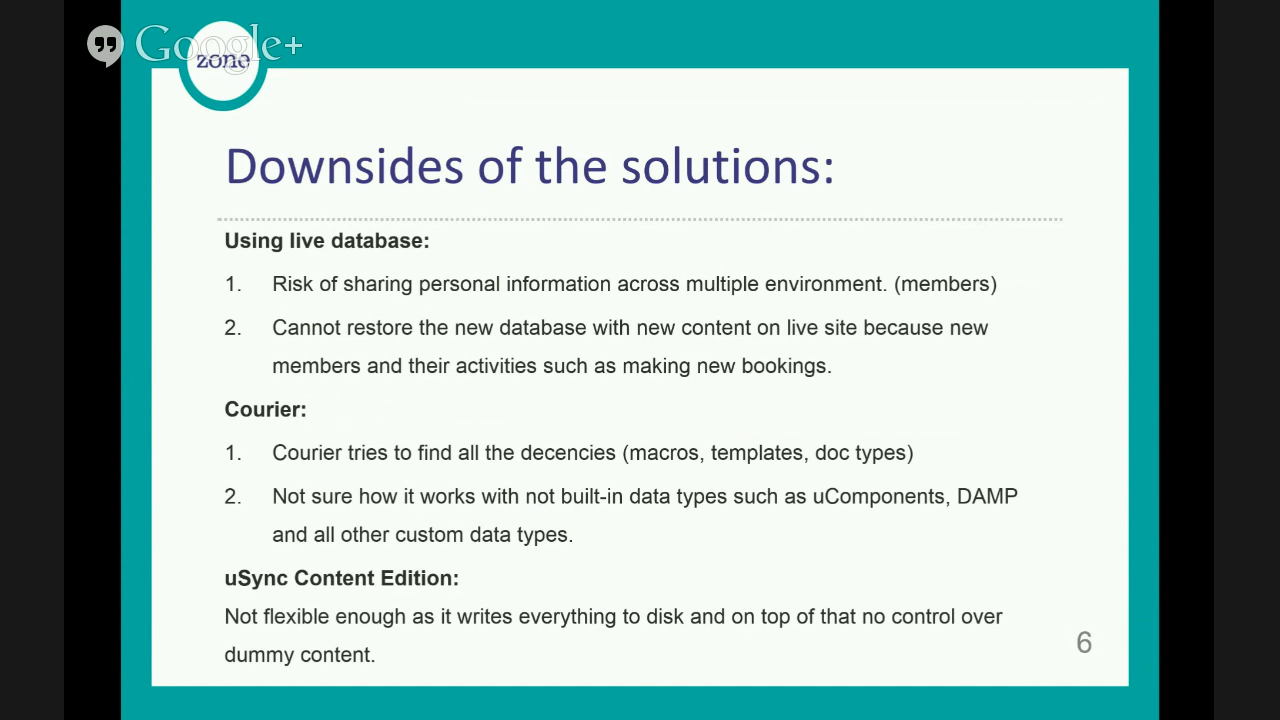 Google+
zone
Downsides of the solutions:
Using live database:
1. Risk of sharing personal information across multiple environment. (members)
2. Cannot restore the new database with new content on live site because new
members and their activities such as making new bookings.
Courier:
1. Courier tries to find all the decencies (macros, templates, doc types)
2. Not sure how it works with not built-in data types such as uComponents, DAMP
and all other custom data types.
uSync Content Edition:
Not flexible enough as it writes everything to disk and on top of that no control over
dummy content.
6